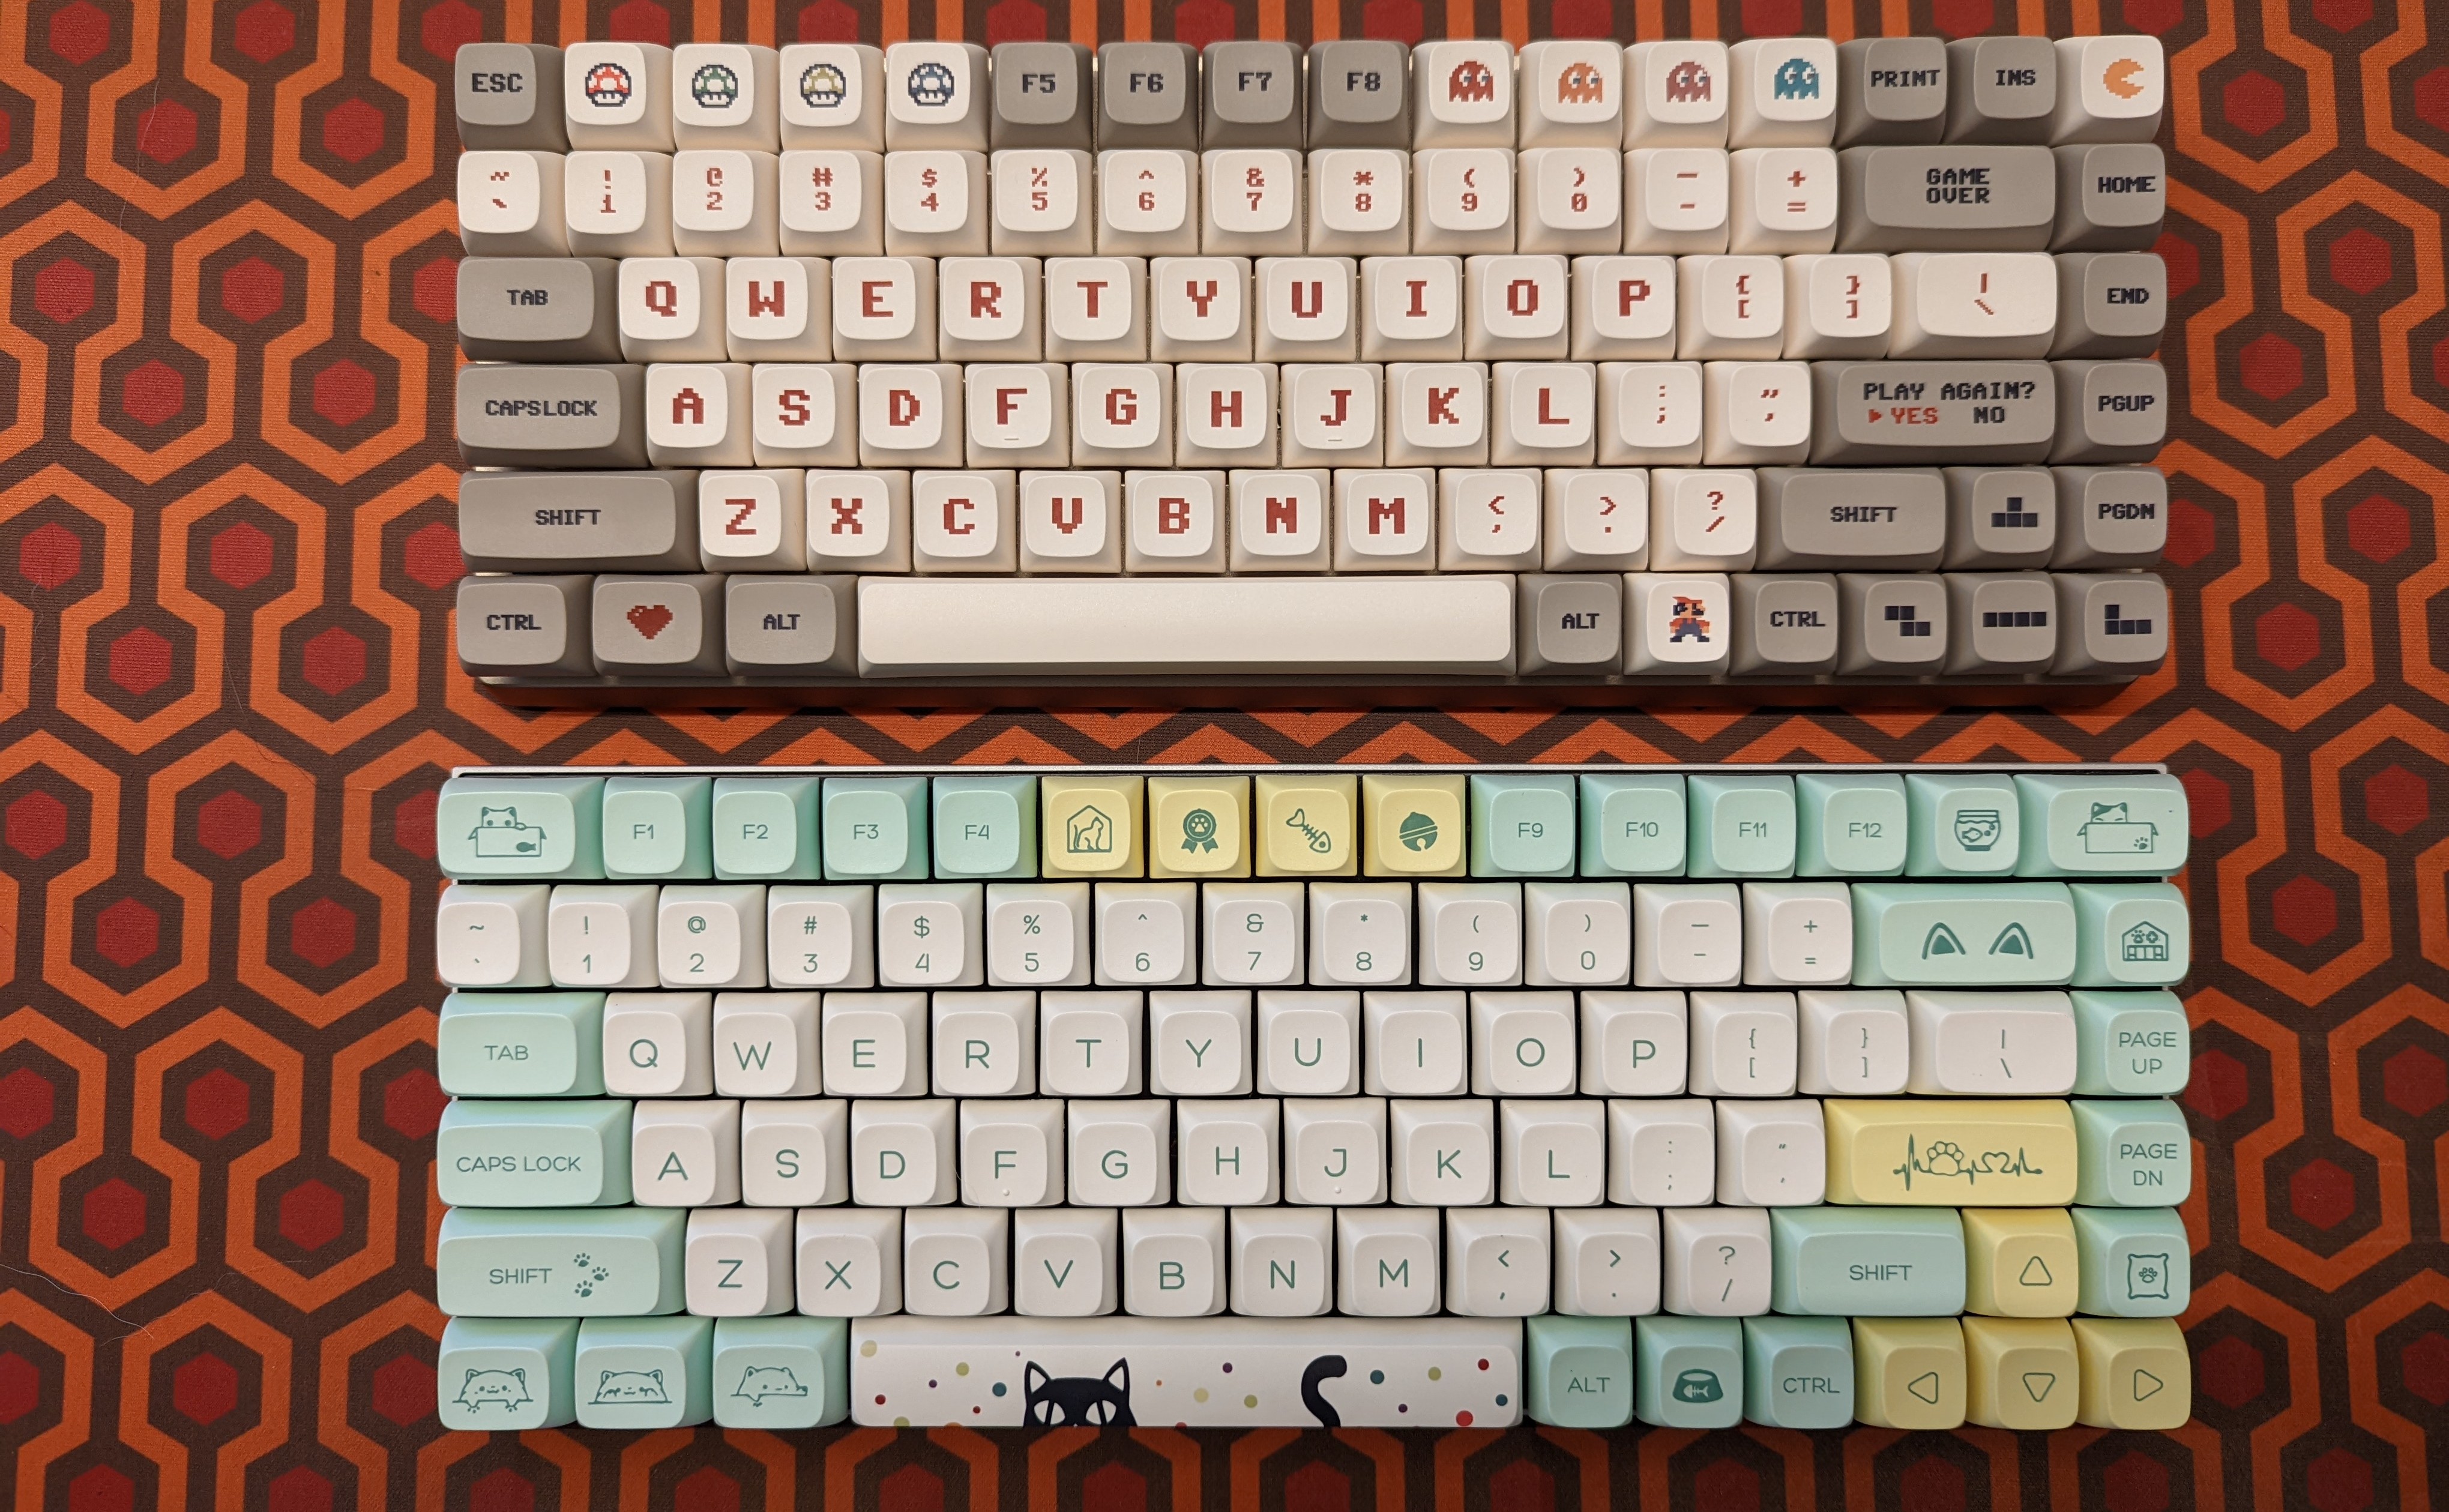 ESC F5 F6 F7 F8 PRINT INS
~ ! @ # $ % ^ & * ( ) _ + GAME
` 1 2 3 4 5 6 7 8 9 0 - = OVER HOME
TAB Q W E R T Y U I O P { } | END
[ ] \
CAPSLOCK A S D F G H J K L : " PLAY AGAIN? PGUP
; ' ▶ YES NO
SHIFT Z X C V B N M < > ? SHIFT PGDN
, . /
CTRL ALT ALT CTRL
F1 F2 F3 F4 F9 F10 F11 F12
~ ! @ # $ % ^ & * ( ) _ +
` 1 2 3 4 5 6 7 8 9 0 - =
TAB Q W E R T Y U I O P { } | PAGE
[ ] \ UP
CAPS LOCK A S D F G H J K L : " PAGE
; ' DN
SHIFT Z X C V B N M < > ? SHIFT
, . /
ALT CTRL